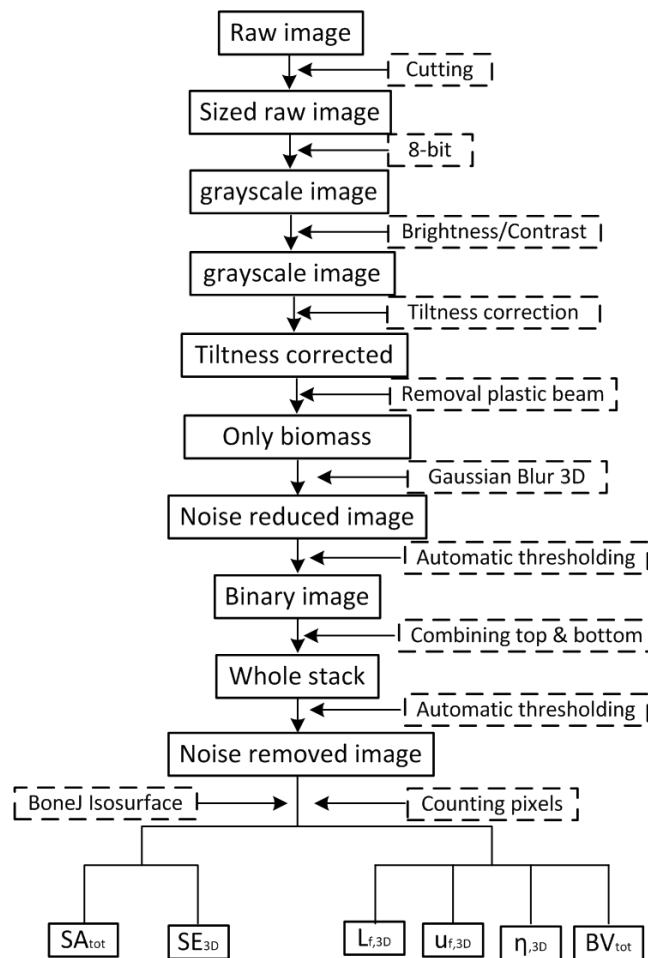 Raw image
Cutting
Sized raw image
8-bit
grayscale image
Brightness/Contrast
grayscale image
Tiltness correction
Tiltness corrected
Removal plastic beam
Only biomass
Gaussian Blur 3D
Noise reduced image
Automatic thresholding
Binary image
Combining top & bottom
Whole stack
Automatic thresholding
Noise removed image
BoneJ Isosurface
Counting pixels
SAtot
SE3D
Lf,3D
uf,3D
η,3D
BVtot